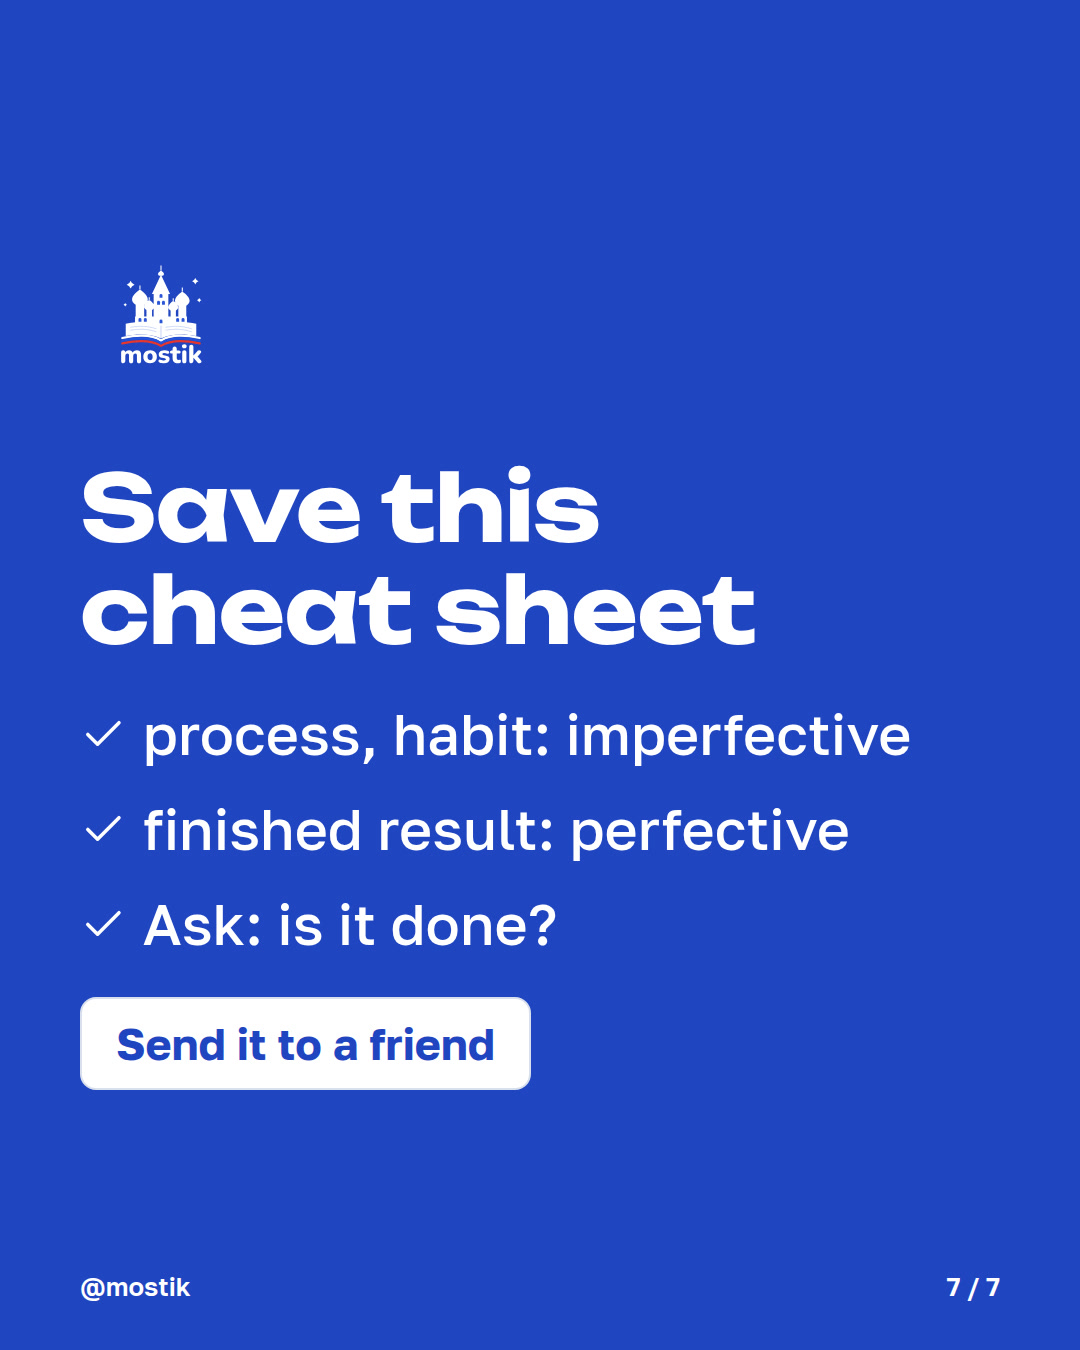 mostik
Save this
cheat sheet
process, habit: imperfective
finished result: perfective
Ask: is it done?
Send it to a friend
@mostik
7 / 7